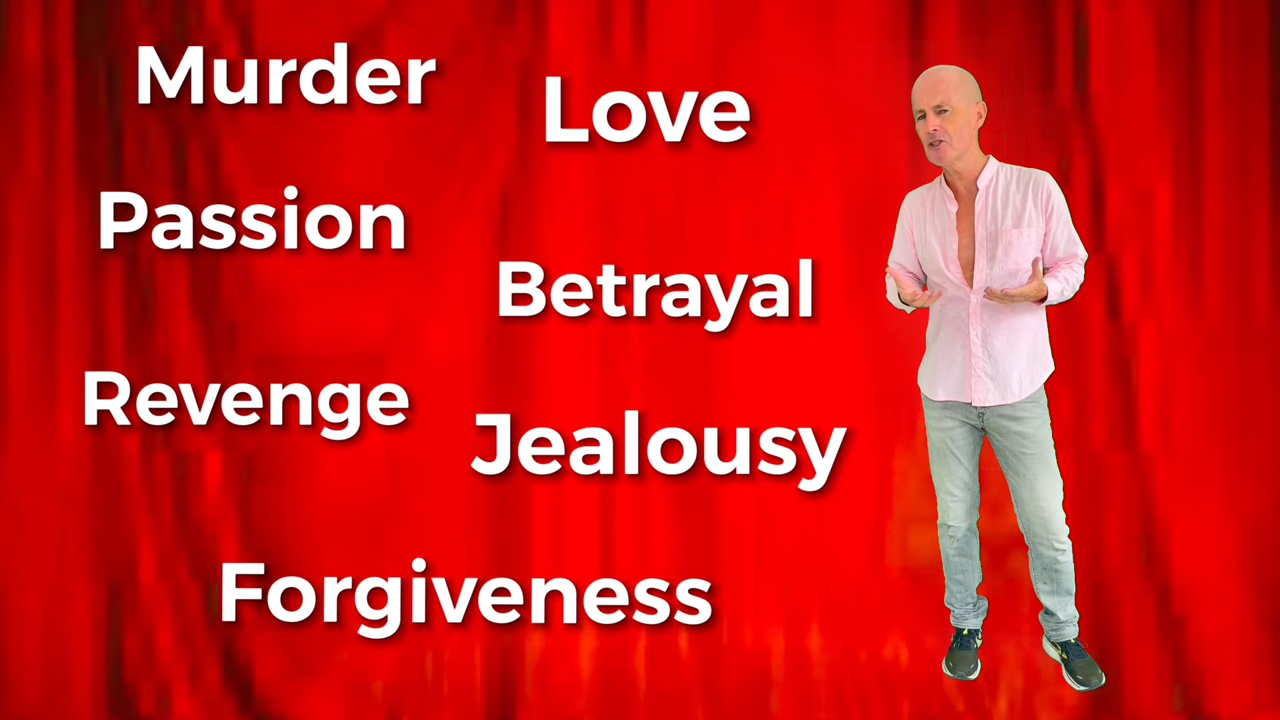 Murder
Love
Passion
Betrayal
Revenge
Jealousy
Forgiveness